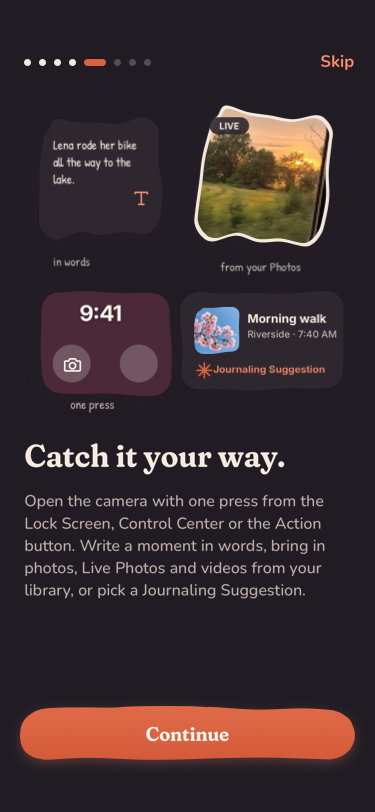 Skip
Lena rode her bike
all the way to the
lake.
T
in words
LIVE
from your Photos
9:41
one press
Morning walk
Riverside · 7:40 AM
Journaling Suggestion
Catch it your way.
Open the camera with one press from the
Lock Screen, Control Center or the Action
button. Write a moment in words, bring in
photos, Live Photos and videos from your
library, or pick a Journaling Suggestion.
Continue